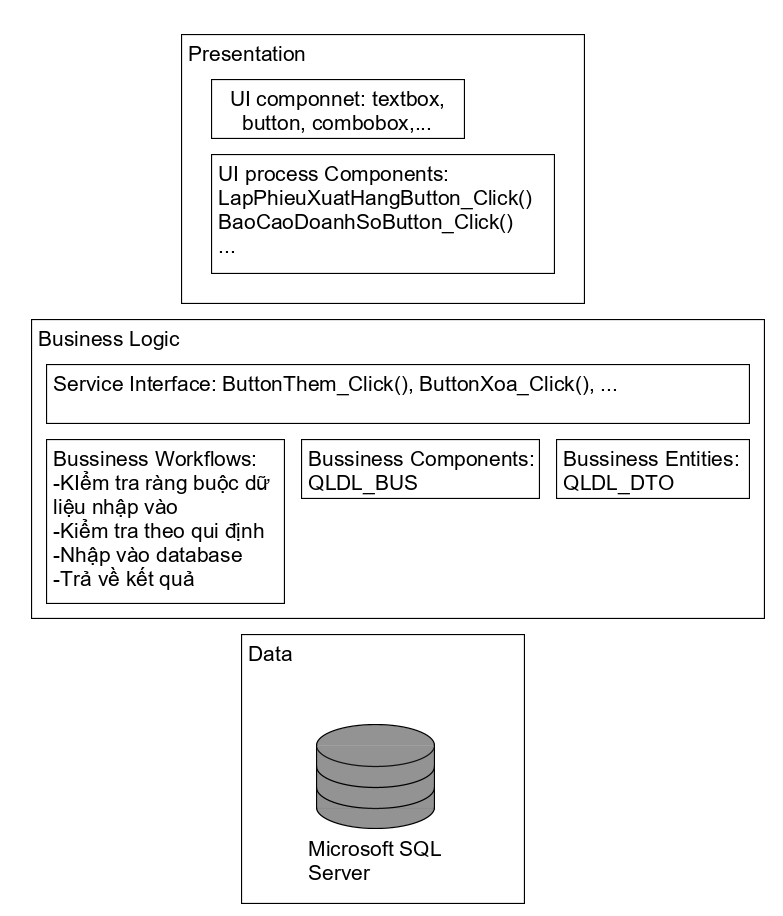 Presentation
UI componnet: textbox,
button, combobox,...
UI process Components:
LapPhieuXuatHangButton_Click()
BaoCaoDoanhSoButton_Click()
...
Business Logic
Service Interface: ButtonThem_Click(), ButtonXoa_Click(), ...
Bussiness Workflows:
-KIểm tra ràng buộc dữ
liệu nhập vào
-Kiểm tra theo qui định
-Nhập vào database
-Trả về kết quả
Bussiness Components:
QLDL_BUS
Bussiness Entities:
QLDL_DTO
Data
Microsoft SQL
Server